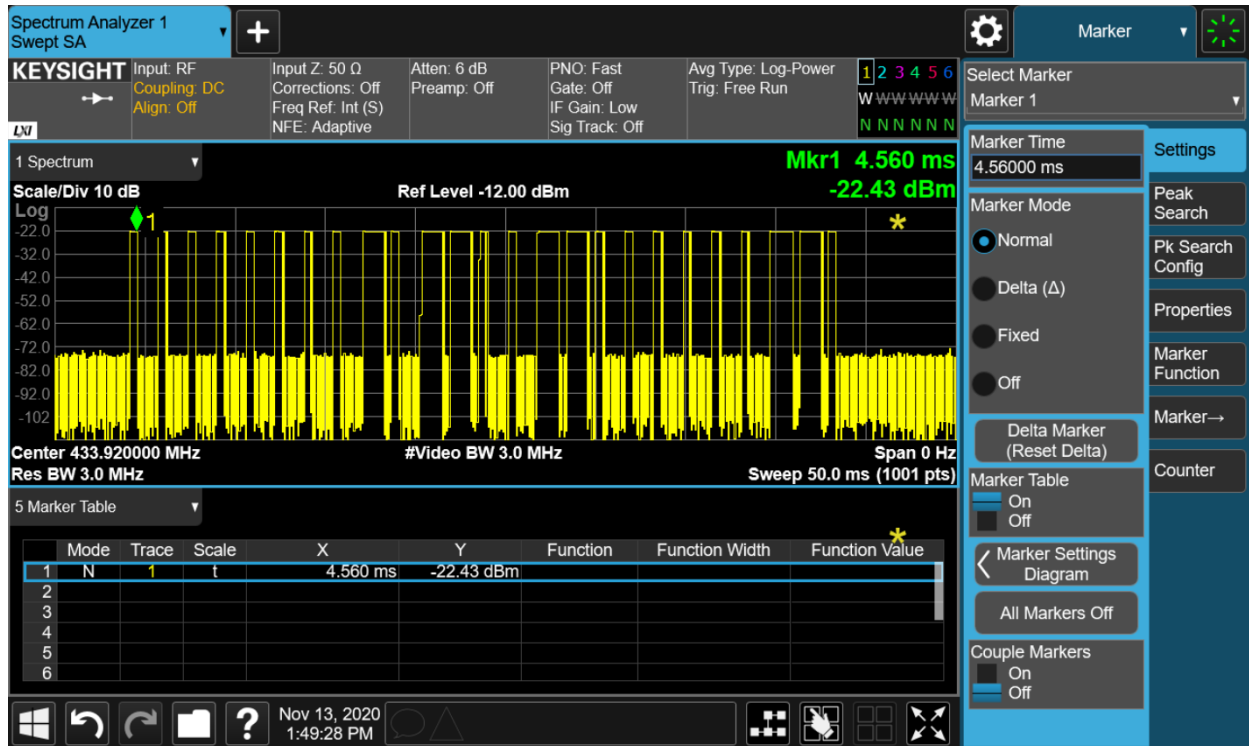 Spectrum Analyzer 1
Swept SA
Marker
KEYSIGHT
LXI
Input: RF
Coupling: DC
Align: Off
Input Z: 50 Ω
Corrections: Off
Freq Ref: Int (S)
NFE: Adaptive
Atten: 6 dB
Preamp: Off
PNO: Fast
Gate: Off
IF Gain: Low
Sig Track: Off
Avg Type: Log-Power
Trig: Free Run
1 2 3 4 5 6
W W W W W W
N N N N N N
Select Marker
Marker 1
1 Spectrum
Mkr1 4.560 ms
Scale/Div 10 dB
Ref Level -12.00 dBm
-22.43 dBm
Log
1
-22.0
-32.0
-42.0
-52.0
-62.0
-72.0
-82.0
-92.0
-102
Center 433.920000 MHz
#Video BW 3.0 MHz
Span 0 Hz
Res BW 3.0 MHz
Sweep 50.0 ms (1001 pts)
5 Marker Table
Mode Trace Scale X Y Function Function Width Function Value
1 N 1 t 4.560 ms -22.43 dBm
2
3
4
5
6
Marker Time
4.56000 ms
Marker Mode
Normal
Delta (Δ)
Fixed
Off
Delta Marker
(Reset Delta)
Marker Table
On
Off
Marker Settings
Diagram
All Markers Off
Couple Markers
On
Off
Settings
Peak
Search
Pk Search
Config
Properties
Marker
Function
Marker→
Counter
Nov 13, 2020
1:49:28 PM